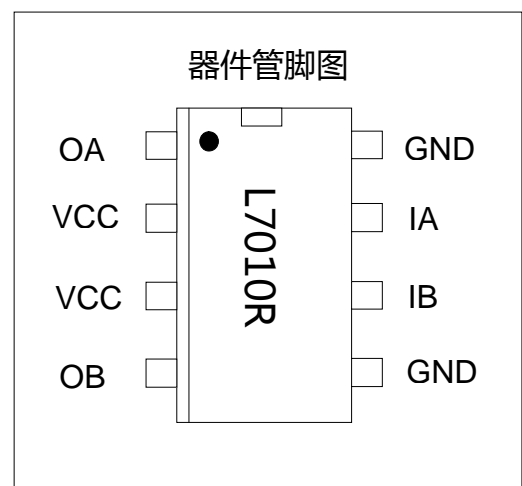 器件管脚图
OA
GND
VCC
IA
VCC
IB
OB
GND
L7010R